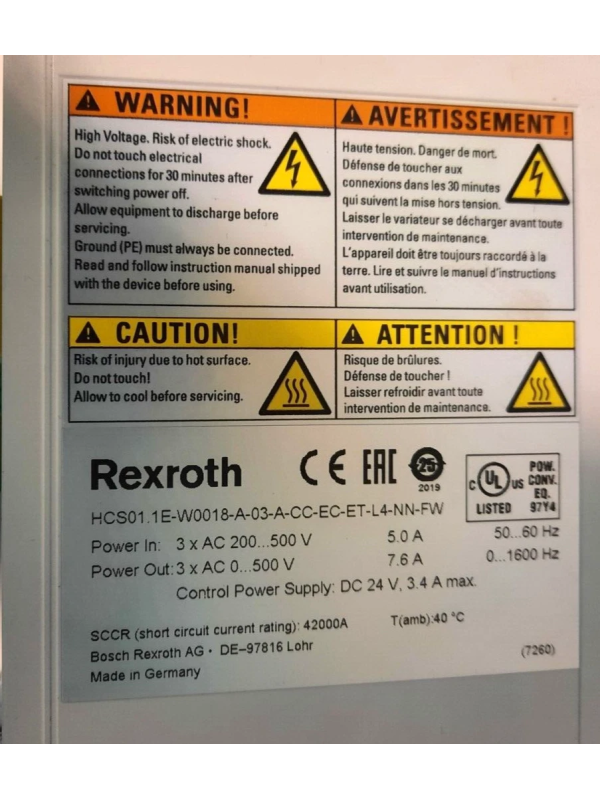 WARNING!
High Voltage. Risk of electric shock.
Do not touch electrical
connections for 30 minutes after
switching power off.
Allow equipment to discharge before
servicing.
Ground (PE) must always be connected.
Read and follow instruction manual shipped
with the device before using.
AVERTISSEMENT !
Haute tension. Danger de mort.
Défense de toucher aux
connexions dans les 30 minutes
qui suivent la mise hors tension.
Laisser le variateur se décharger avant toute
intervention de maintenance.
L'appareil doit être toujours raccordé à la
terre. Lire et suivre le manuel d'instructions
avant utilisation.
CAUTION!
Risk of injury due to hot surface.
Do not touch!
Allow to cool before servicing.
ATTENTION !
Risque de brûlures.
Défense de toucher !
Laisser refroidir avant toute
intervention de maintenance.
Rexroth CE EAC 25
2019
c UL us
LISTED
POW.
CONV.
EQ.
97Y4
HCS01.1E-W0018-A-03-A-CC-EC-ET-L4-NN-FW
Power In: 3 x AC 200...500 V 5.0 A 50...60 Hz
Power Out: 3 x AC 0...500 V 7.6 A 0...1600 Hz
Control Power Supply: DC 24 V, 3.4 A max.
SCCR (short circuit current rating): 42000A T(amb):40 °C
Bosch Rexroth AG • DE–97816 Lohr (7260)
Made in Germany